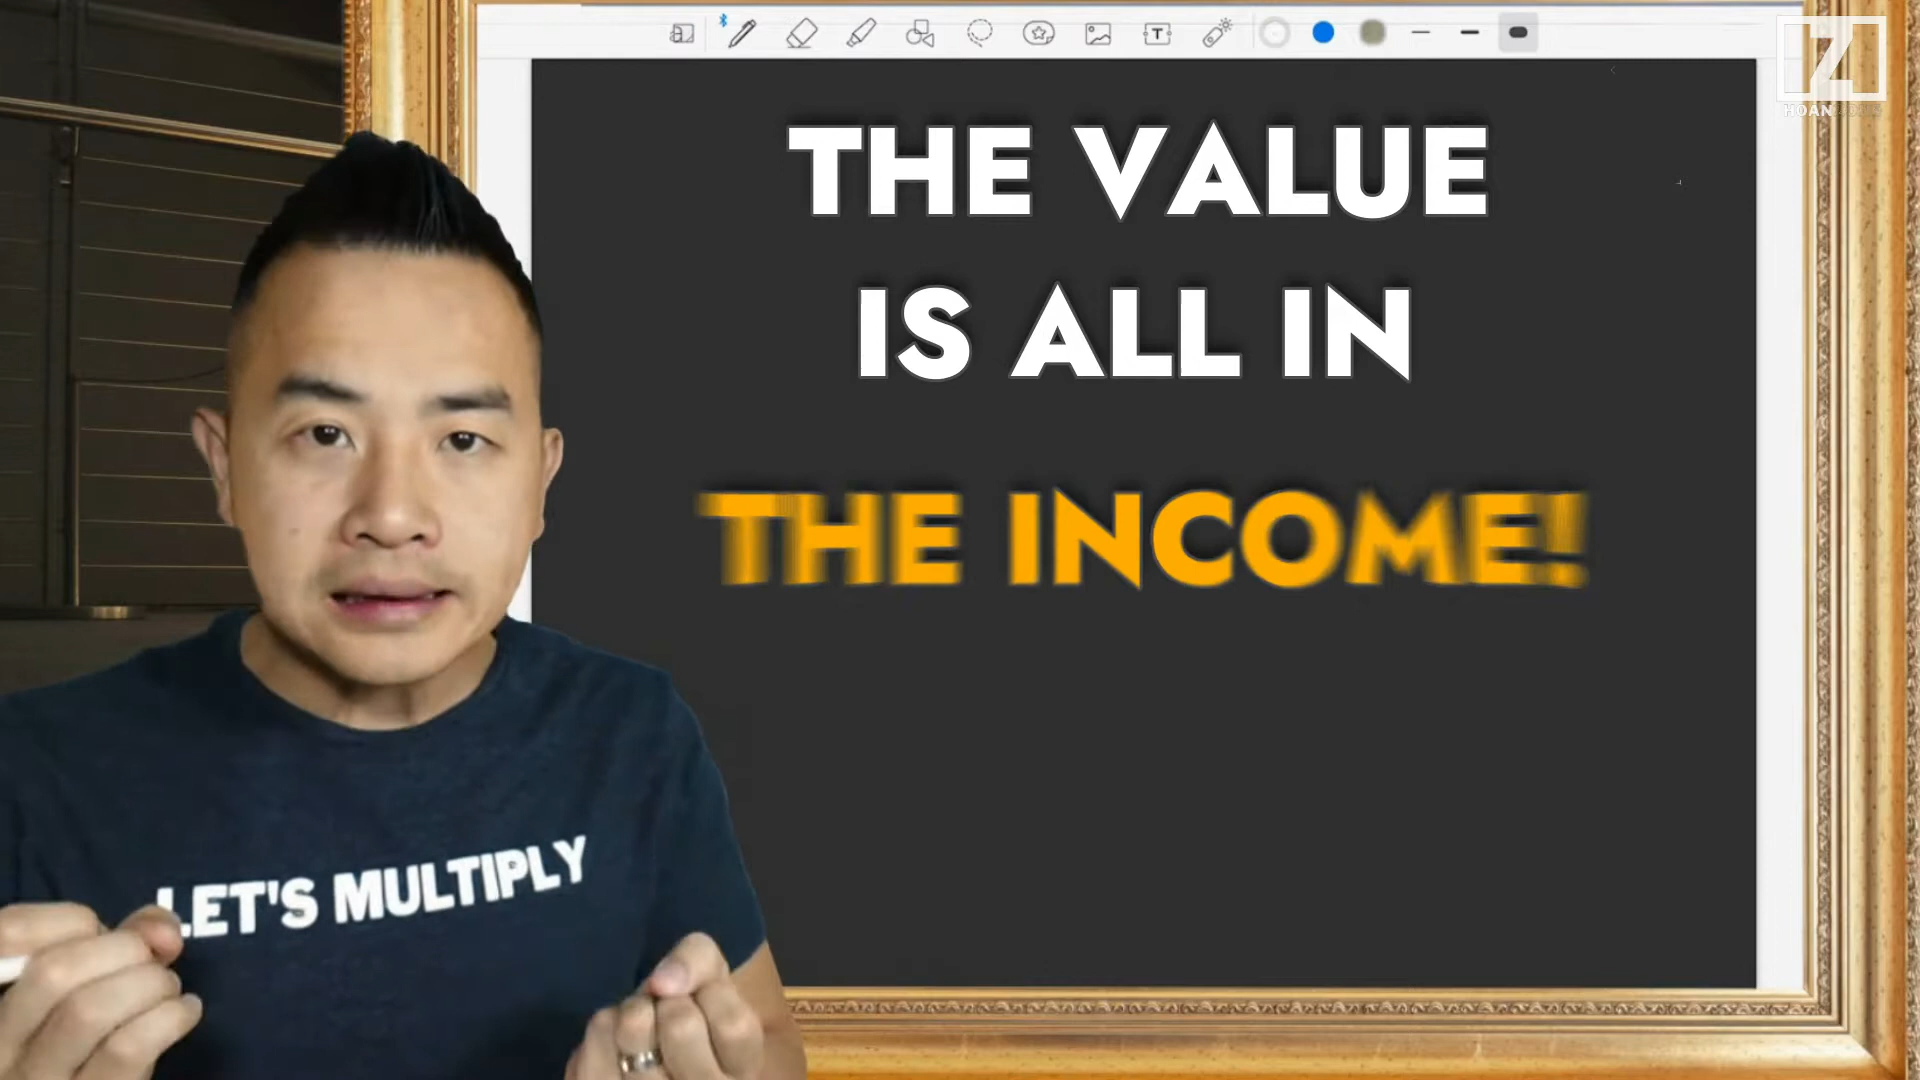 THE VALUE
IS ALL IN
THE INCOME!
LET'S MULTIPLY
Z
HOAN
T